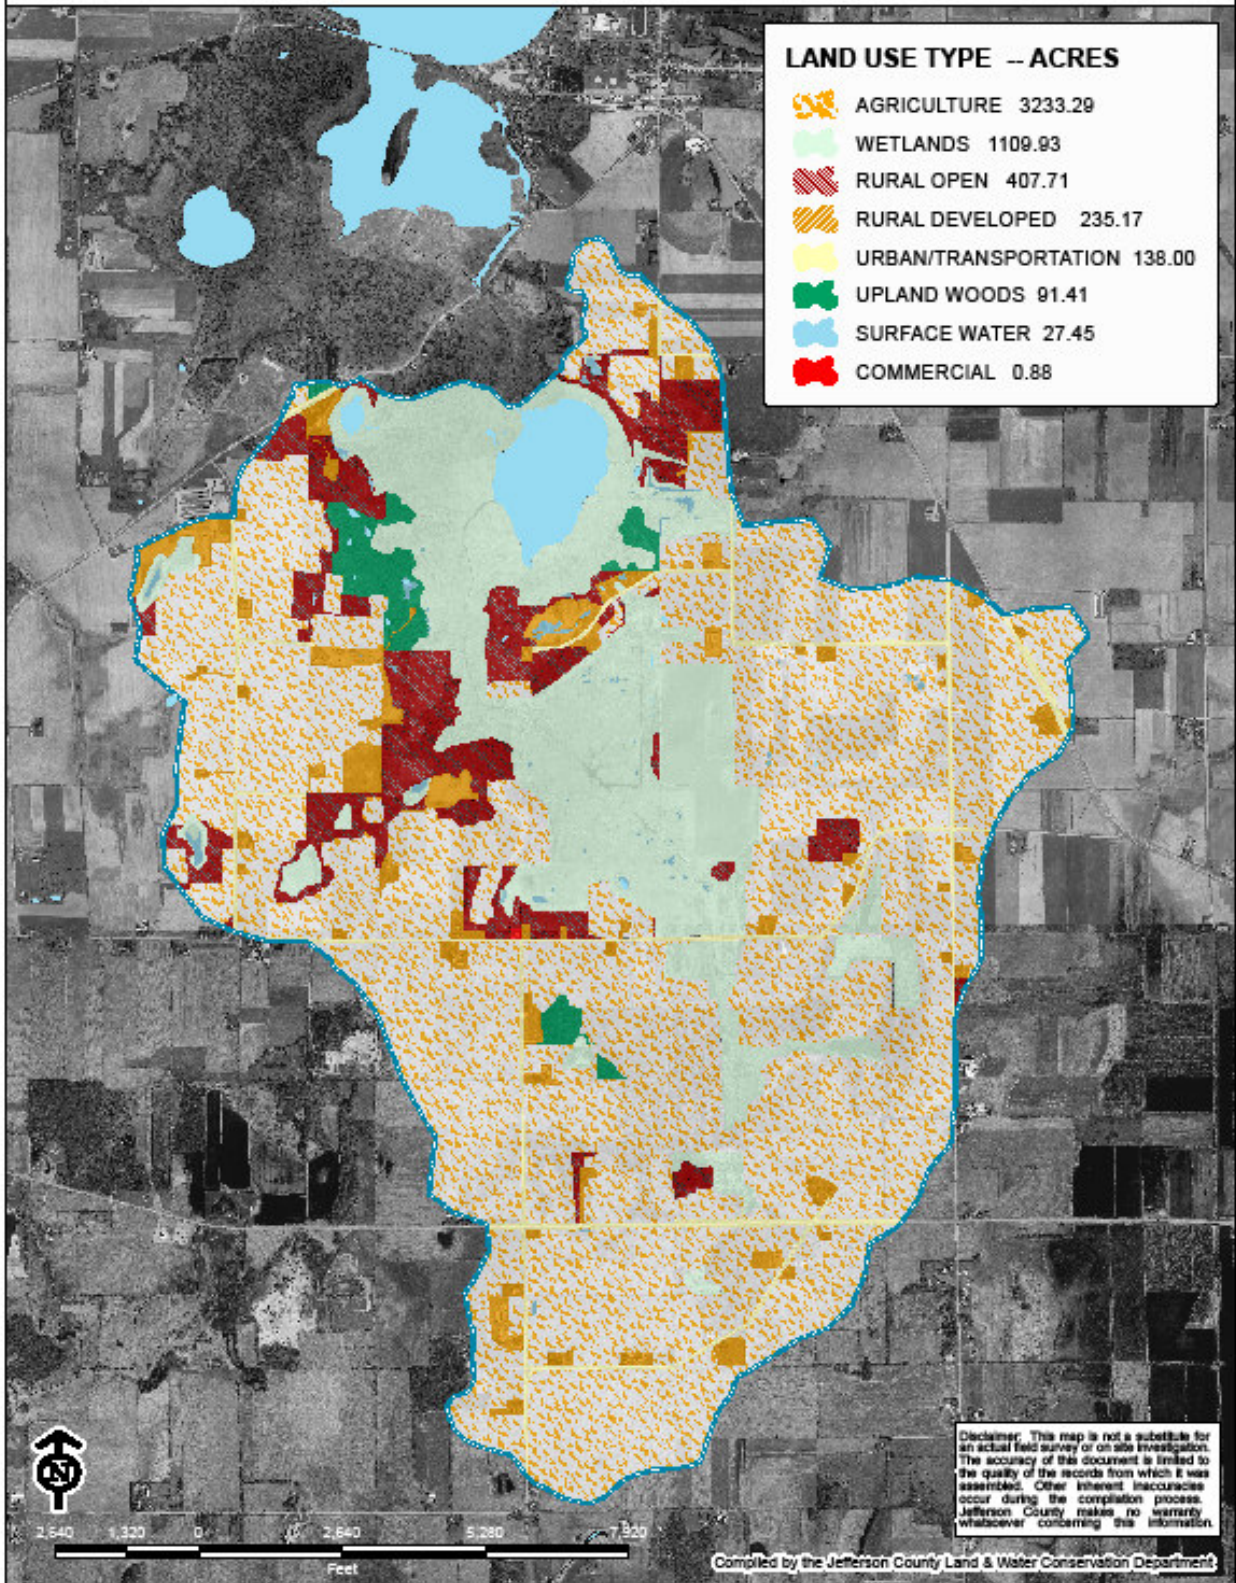 LAND USE TYPE -- ACRES
AGRICULTURE 3233.29
WETLANDS 1109.93
RURAL OPEN 407.71
RURAL DEVELOPED 235.17
URBAN/TRANSPORTATION 138.00
UPLAND WOODS 91.41
SURFACE WATER 27.45
COMMERCIAL 0.88
Disclaimer: This map is not a substitute for
an actual field survey or on site investigation.
The accuracy of this document is limited to
the quality of the records from which it was
assembled. Other inherent inaccuracies
occur during the compilation process.
Jefferson County makes no warranty
whatsoever concerning this information.
N
2,640 1,320 0 2,640 5,280 7,920
Feet
Compiled by the Jefferson County Land & Water Conservation Department